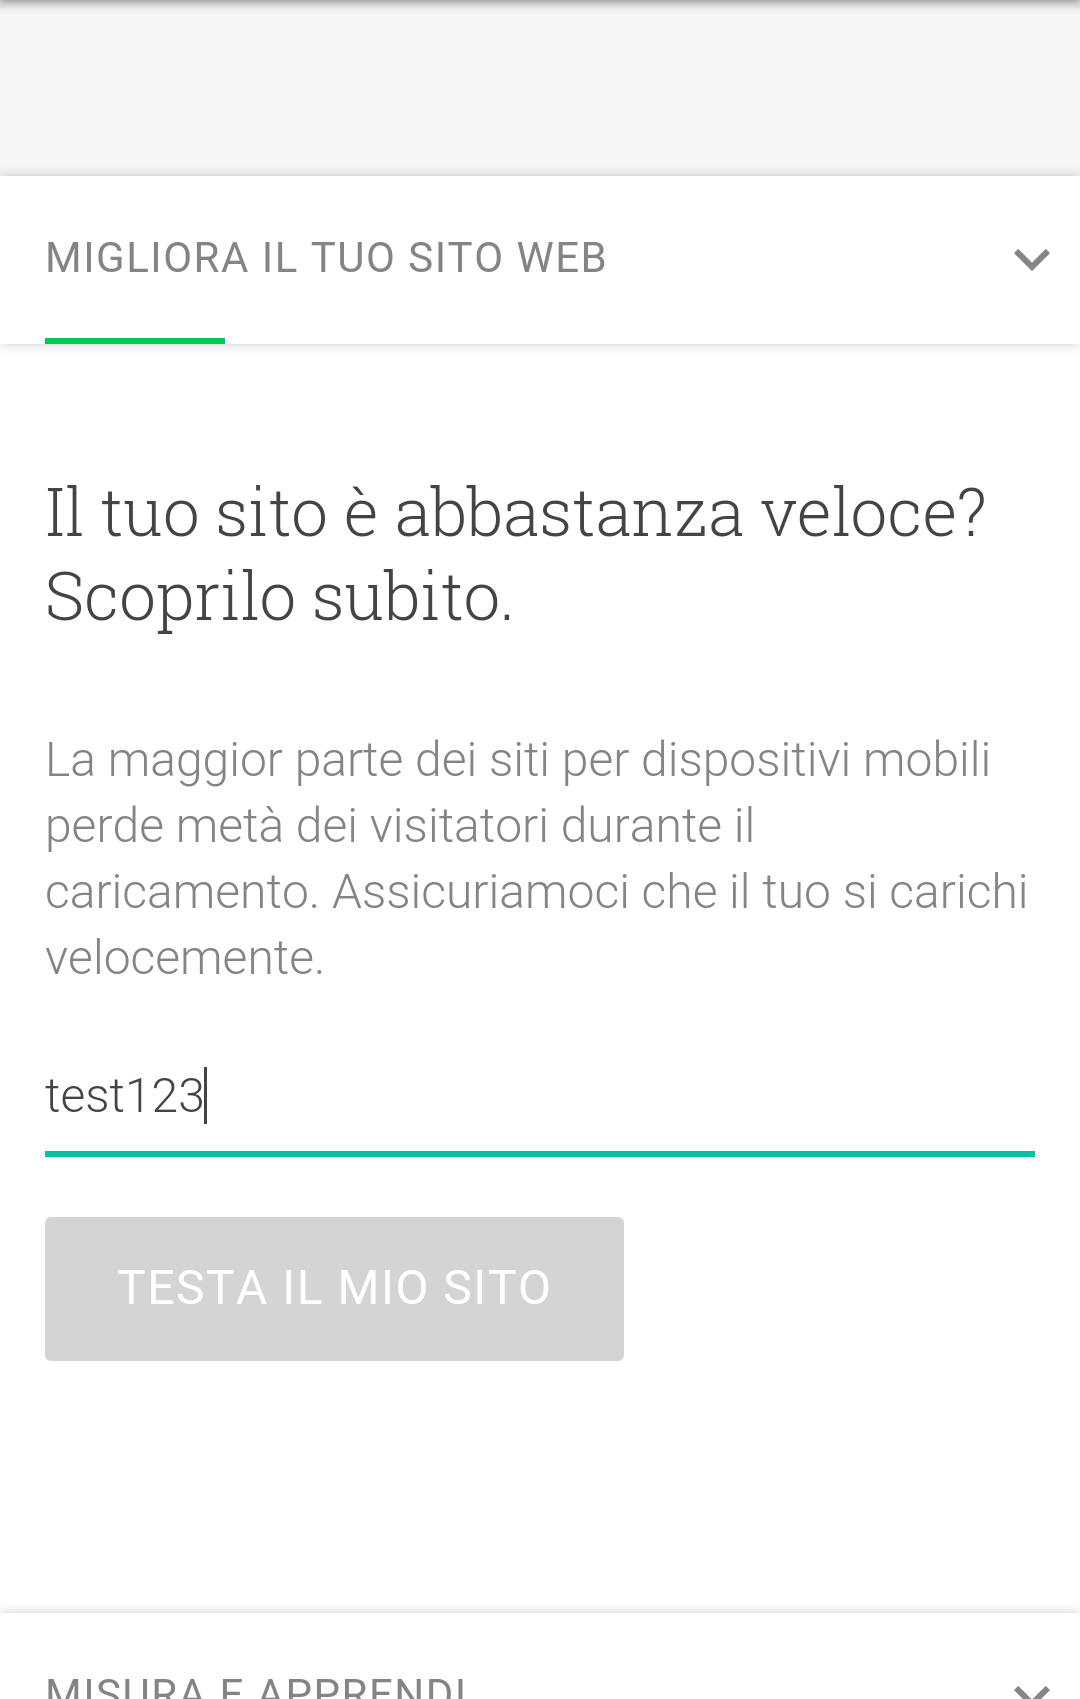 MIGLIORA IL TUO SITO WEB
Il tuo sito è abbastanza veloce?
Scoprilo subito.
La maggior parte dei siti per dispositivi mobili
perde metà dei visitatori durante il
caricamento. Assicuriamoci che il tuo si carichi
velocemente.
test123
TESTA IL MIO SITO
MISURA E APPRENDI